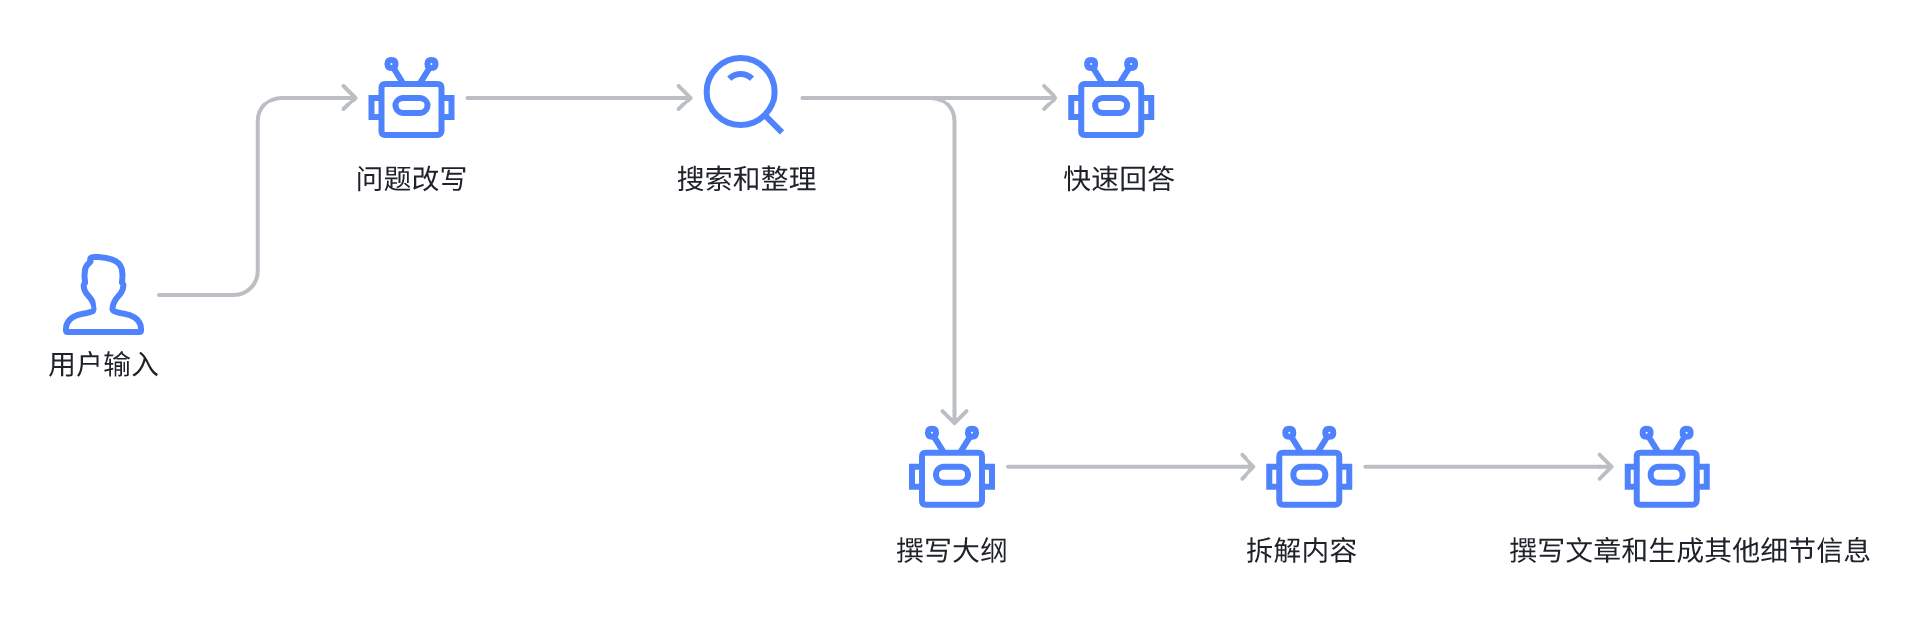 问题改写
搜索和整理
快速回答
用户输入
撰写大纲
拆解内容
撰写文章和生成其他细节信息